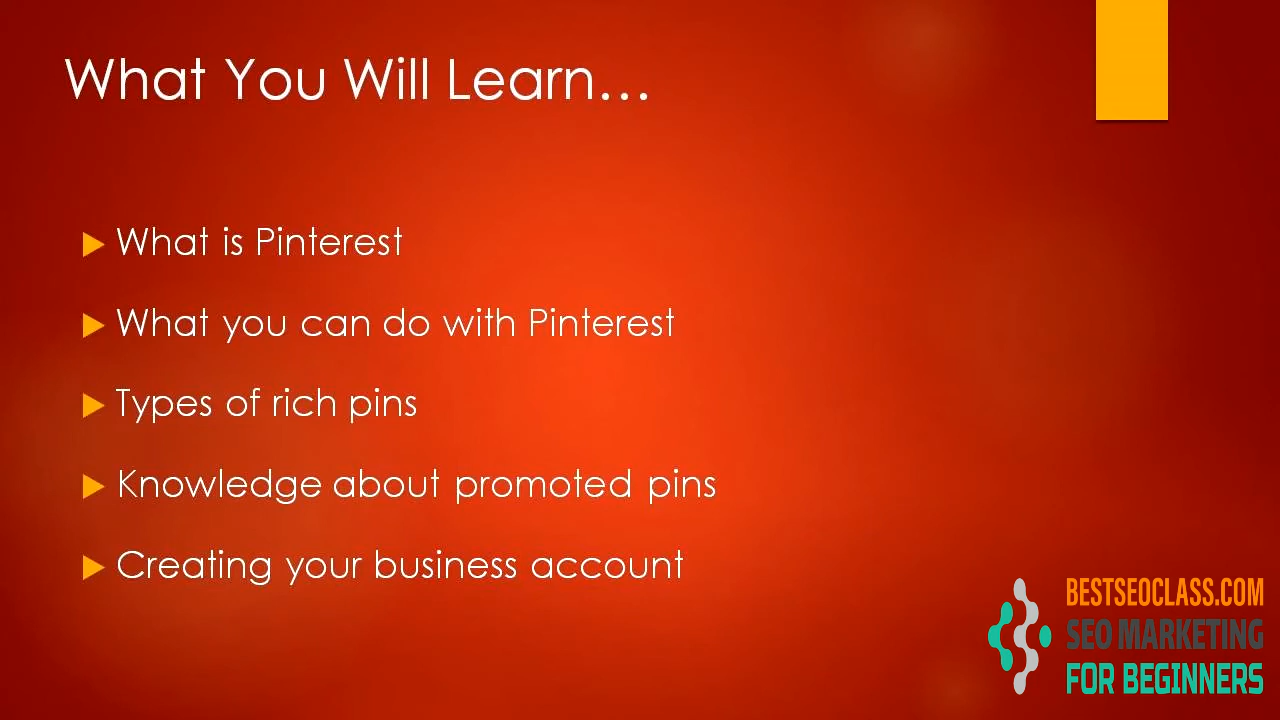 What You Will Learn…
What is Pinterest
What you can do with Pinterest
Types of rich pins
Knowledge about promoted pins
Creating your business account
BESTSEOCLASS.COM
SEO MARKETING
FOR BEGINNERS